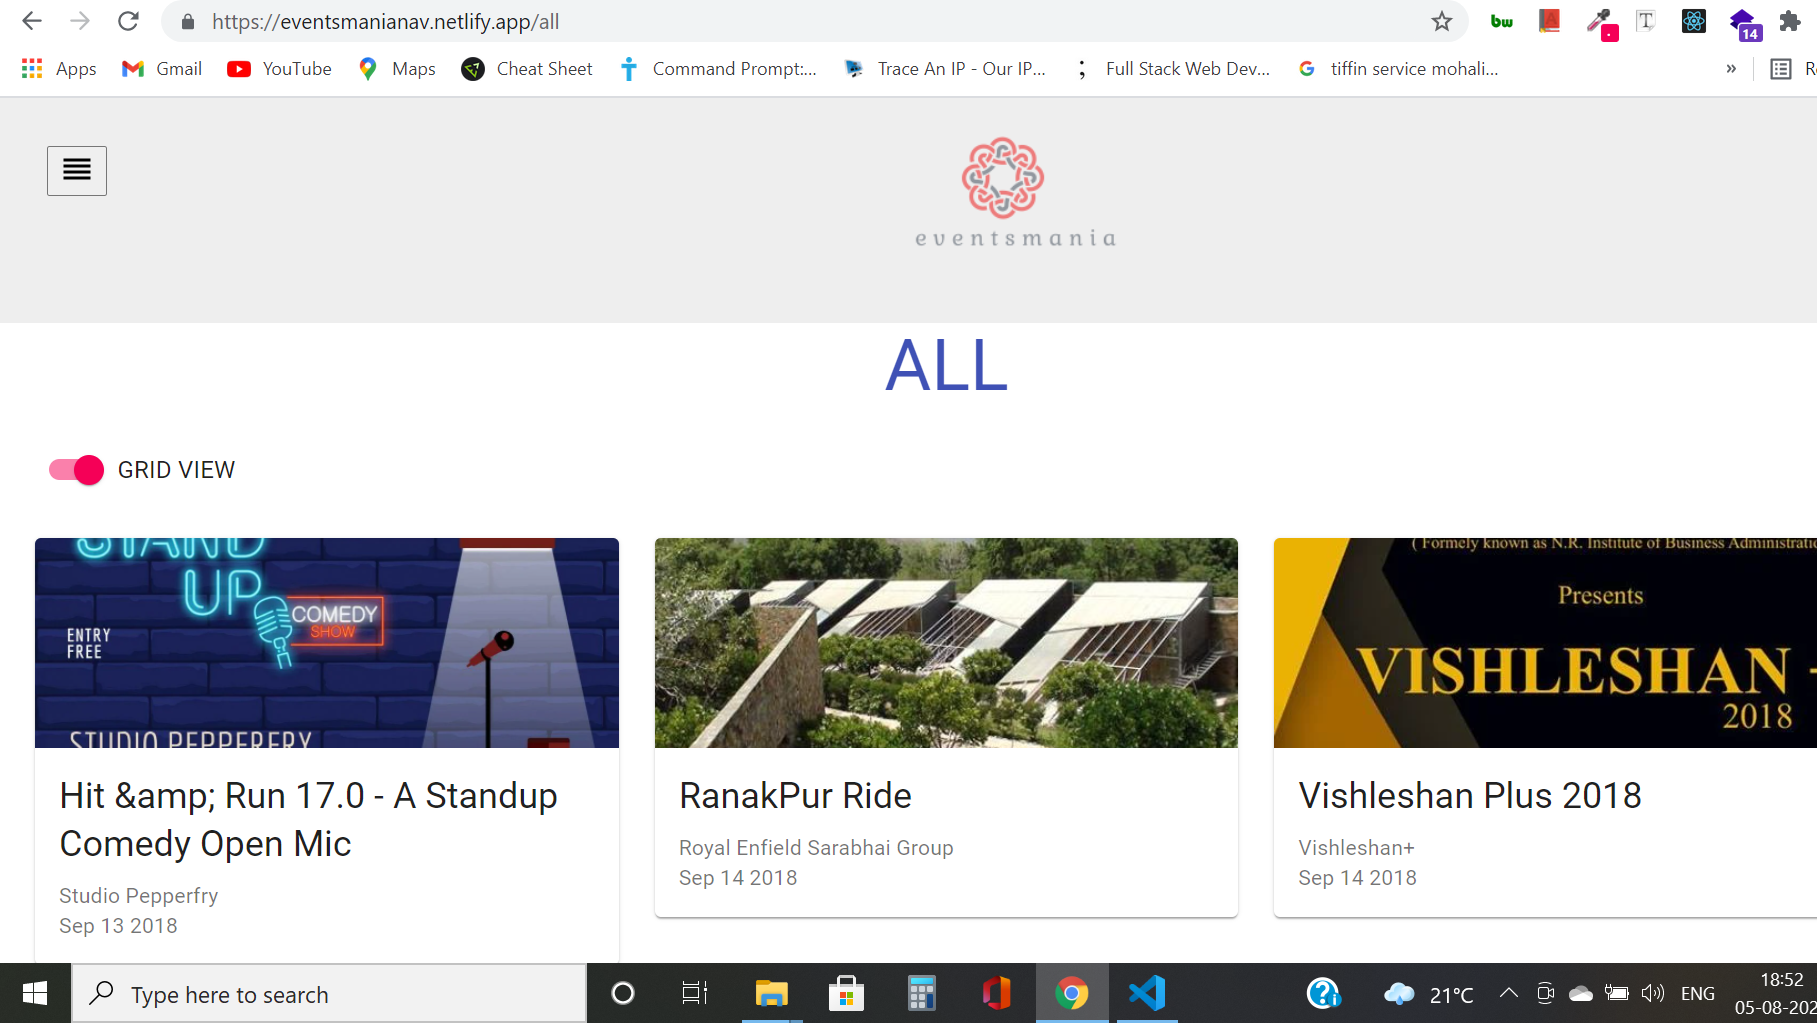 https://eventsmanianav.netlify.app/all
bw
14
Apps
Gmail
YouTube
Maps
Cheat Sheet
Command Prompt:...
Trace An IP - Our IP...
Full Stack Web Dev...
tiffin service mohali...
»
eventsmania
ALL
GRID VIEW
STAND
UP
COMEDY
SHOW
ENTRY
FREE
STUDIO PEPPERFRY
Hit &amp; Run 17.0 - A Standup
Comedy Open Mic
Studio Pepperfry
Sep 13 2018
RanakPur Ride
Royal Enfield Sarabhai Group
Sep 14 2018
( Formely known as N.R. Institute of Business Administratio
Presents
VISHLESHAN +
2018
Vishleshan Plus 2018
Vishleshan+
Sep 14 2018
Type here to search
21°C
ENG
18:52
05-08-202